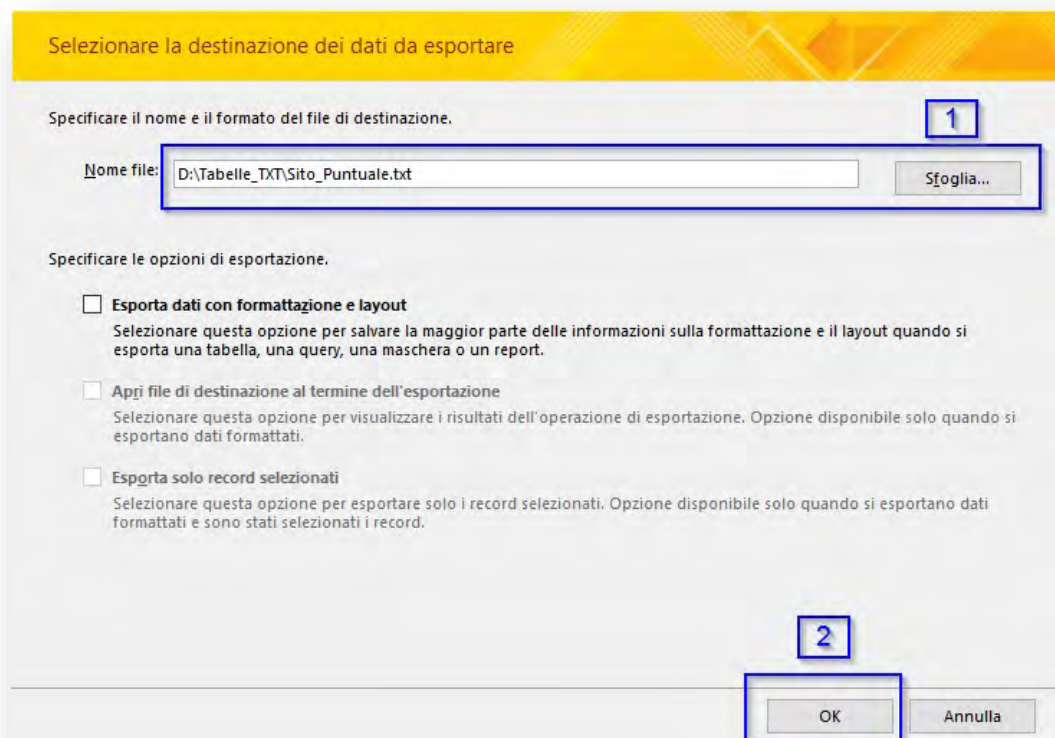 Selezionare la destinazione dei dati da esportare
Specificare il nome e il formato del file di destinazione.
1
Nome file: D:\Tabelle_TXT\Sito_Puntuale.txt Sfoglia...
Specificare le opzioni di esportazione.
Esporta dati con formattazione e layout
Selezionare questa opzione per salvare la maggior parte delle informazioni sulla formattazione e il layout quando si
esporta una tabella, una query, una maschera o un report.
Apri file di destinazione al termine dell'esportazione
Selezionare questa opzione per visualizzare i risultati dell'operazione di esportazione. Opzione disponibile solo quando si
esportano dati formattati.
Esporta solo record selezionati
Selezionare questa opzione per esportare solo i record selezionati. Opzione disponibile solo quando si esportano dati
formattati e sono stati selezionati i record.
2
OK Annulla